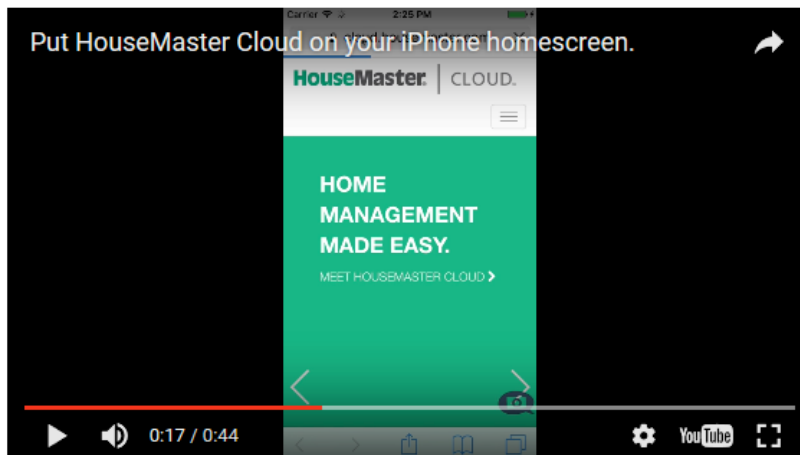 Carrier 2:25 PM
Put HouseMaster Cloud on your iPhone homescreen.
HouseMaster. | CLOUD.
HOME
MANAGEMENT
MADE EASY.
MEET HOUSEMASTER CLOUD >
0:17 / 0:44 YouTube